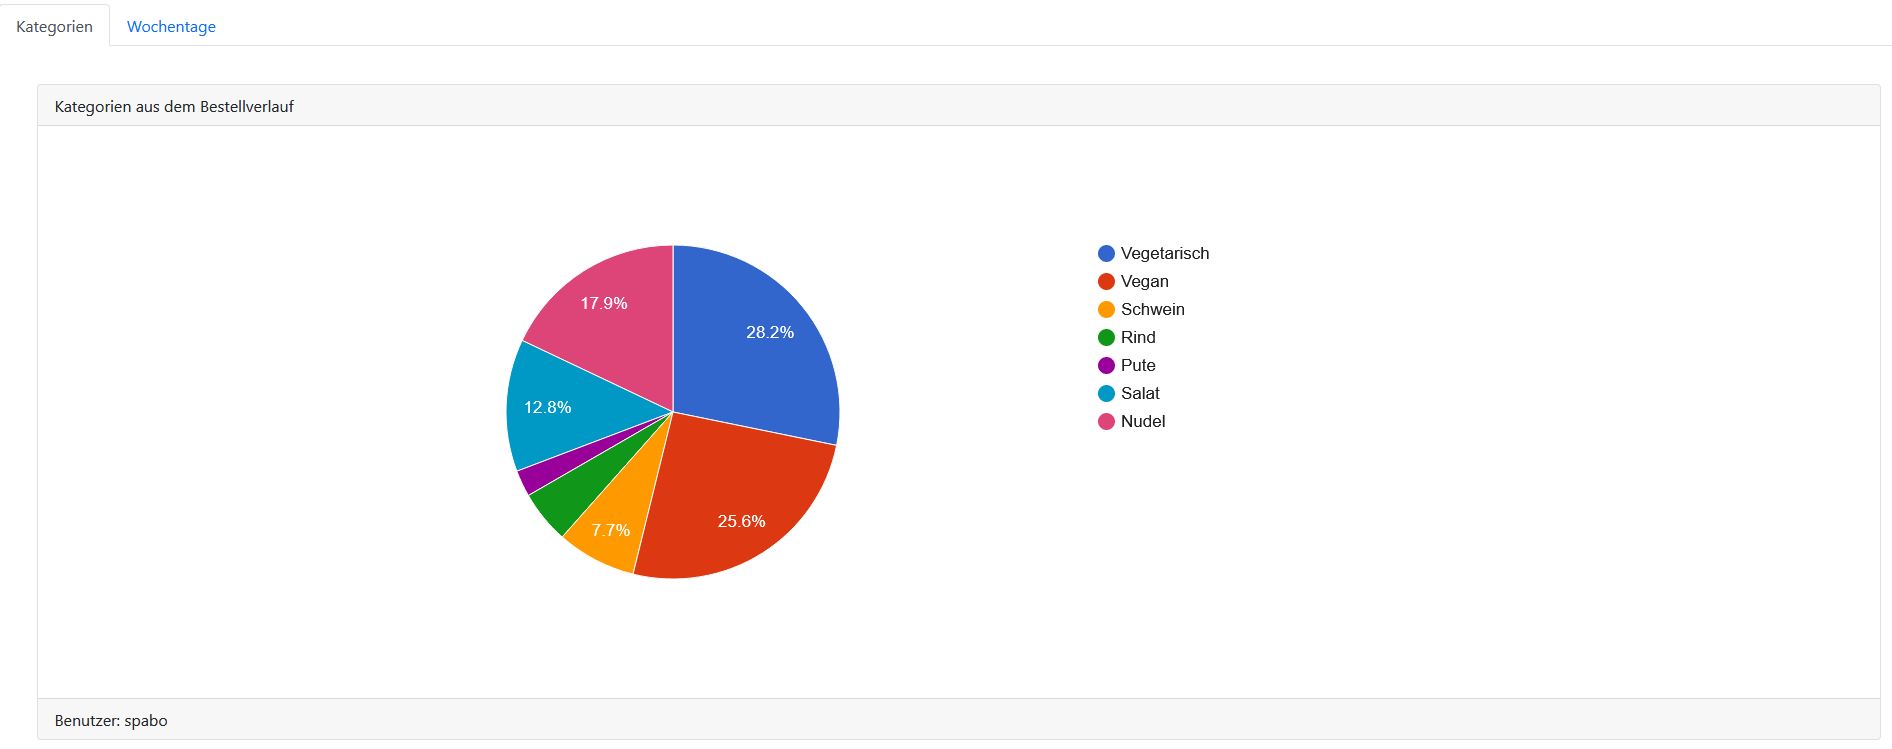 Kategorien Wochentage
Kategorien aus dem Bestellverlauf
17.9%
28.2%
12.8%
25.6%
7.7%
Vegetarisch
Vegan
Schwein
Rind
Pute
Salat
Nudel
Benutzer: spabo